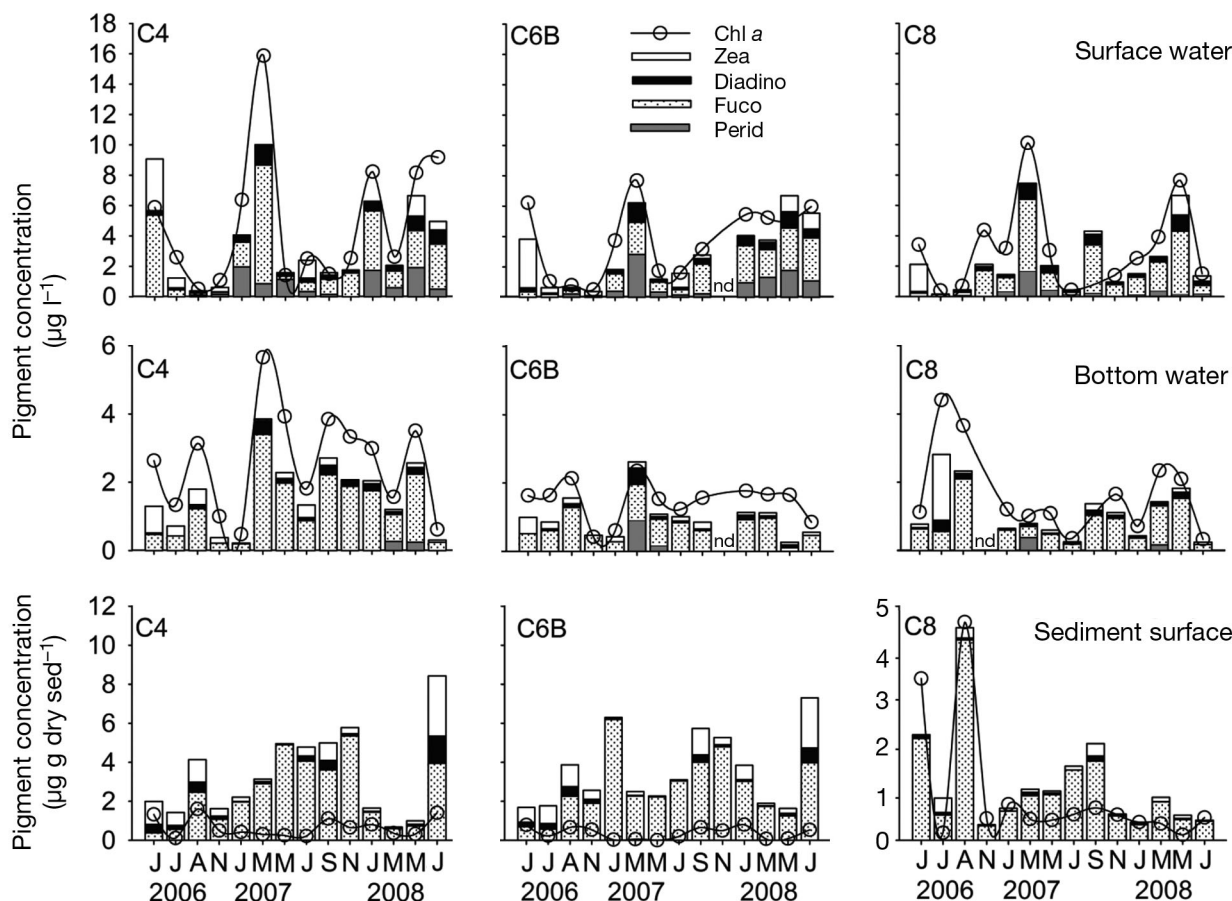 C4
C6B
C8
Surface water
Chl a
Zea
Diadino
Fuco
Perid
18
16
14
12
10
8
6
4
2
0
nd
Pigment concentration
(µg l–1)
C4
C6B
C8
Bottom water
6
4
2
0
nd
nd
Pigment concentration
(µg g dry sed–1)
C4
C6B
C8
Sediment surface
12
10
8
6
4
2
0
5
4
3
2
1
0
J J A N J M M J S N J M M J
J J A N J M M J S N J M M J
J J A N J M M J S N J M M J
2006 2007 2008
2006 2007 2008
2006 2007 2008